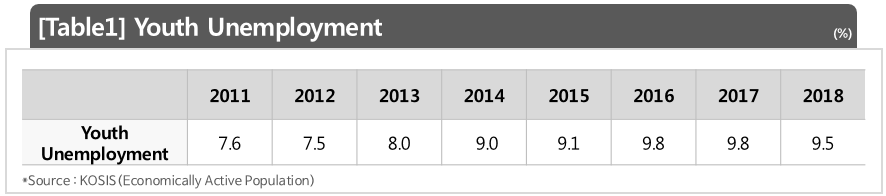 [Table1] Youth Unemployment
(%)
2011 2012 2013 2014 2015 2016 2017 2018
Youth
Unemployment 7.6 7.5 8.0 9.0 9.1 9.8 9.8 9.5
*Source : KOSIS(Economically Active Population)